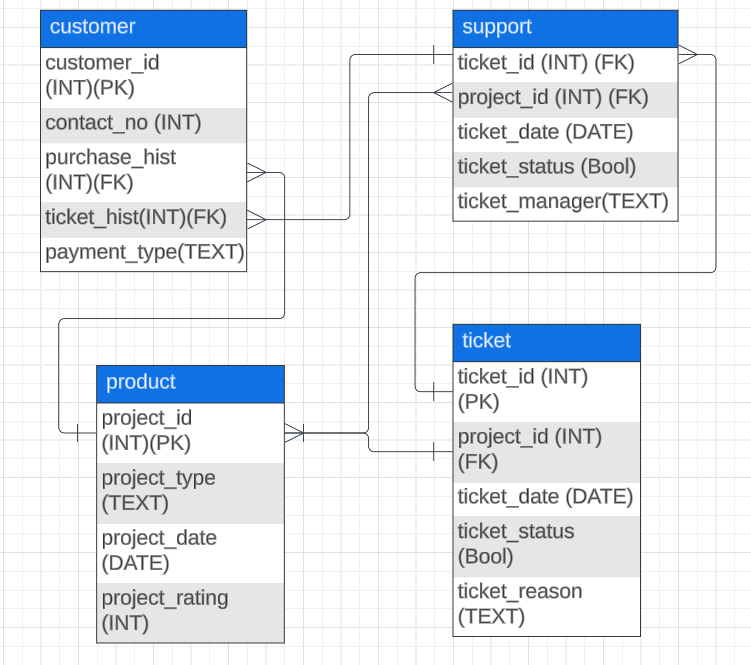 customer
customer_id
(INT)(PK)
contact_no (INT)
purchase_hist
(INT)(FK)
ticket_hist(INT)(FK)
payment_type(TEXT)
support
ticket_id (INT) (FK)
project_id (INT) (FK)
ticket_date (DATE)
ticket_status (Bool)
ticket_manager(TEXT)
product
project_id
(INT)(PK)
project_type
(TEXT)
project_date
(DATE)
project_rating
(INT)
ticket
ticket_id (INT)
(PK)
project_id (INT)
(FK)
ticket_date (DATE)
ticket_status
(Bool)
ticket_reason
(TEXT)